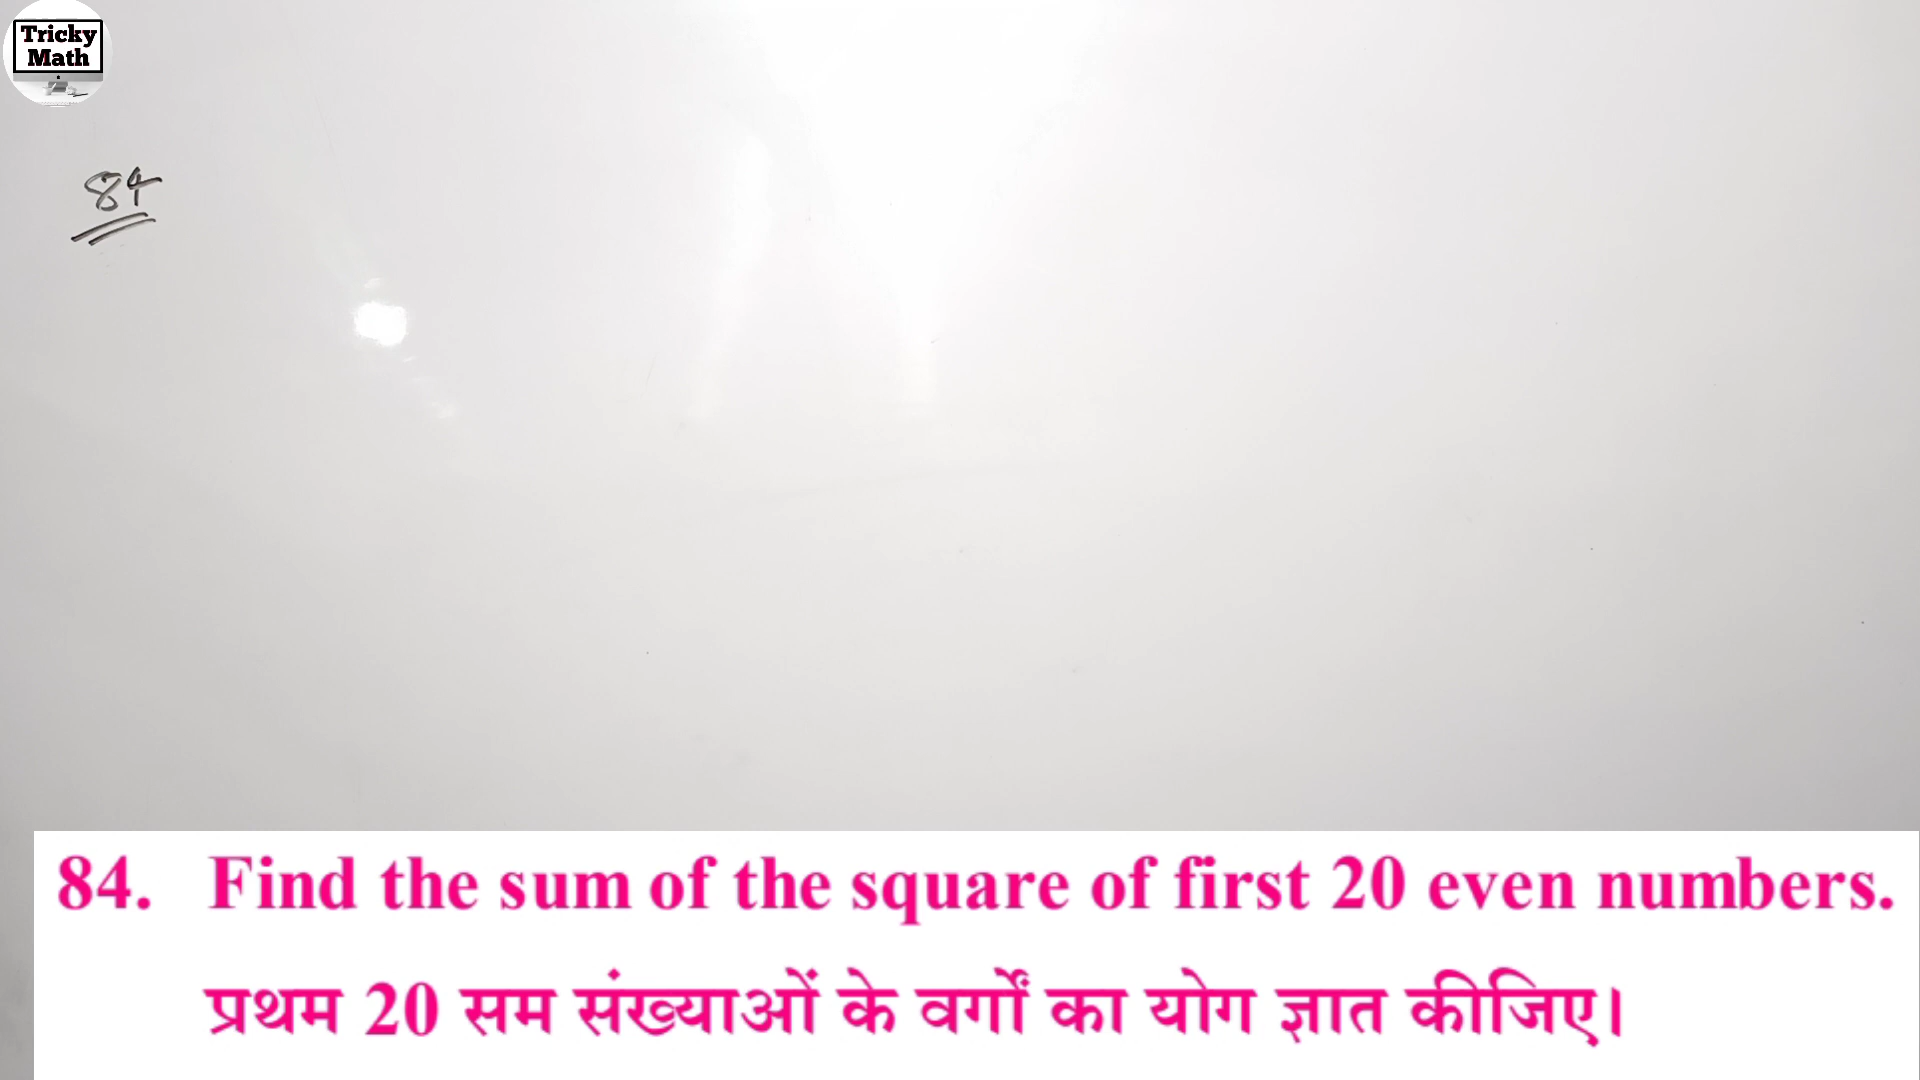 Tricky
Math
84
84. Find the sum of the square of first 20 even numbers.
प्रथम 20 सम संख्याओं के वर्गों का योग ज्ञात कीजिए।